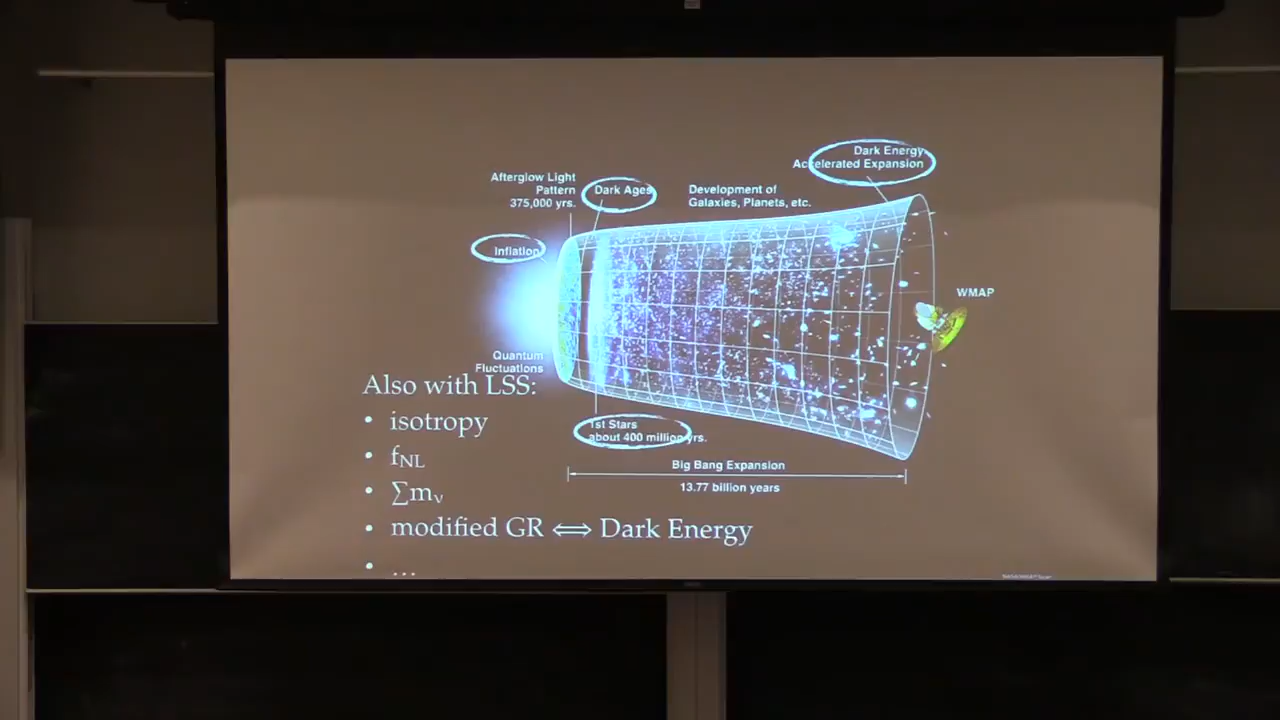 Dark Energy
Accelerated Expansion
Afterglow Light
Pattern
375,000 yrs.
Dark Ages
Development of
Galaxies, Planets, etc.
Inflation
WMAP
Quantum
Fluctuations
Also with LSS:
• isotropy
• fNL
• ∑mν
• modified GR ⟺ Dark Energy
• ...
1st Stars
about 400 million yrs.
Big Bang Expansion
13.77 billion years